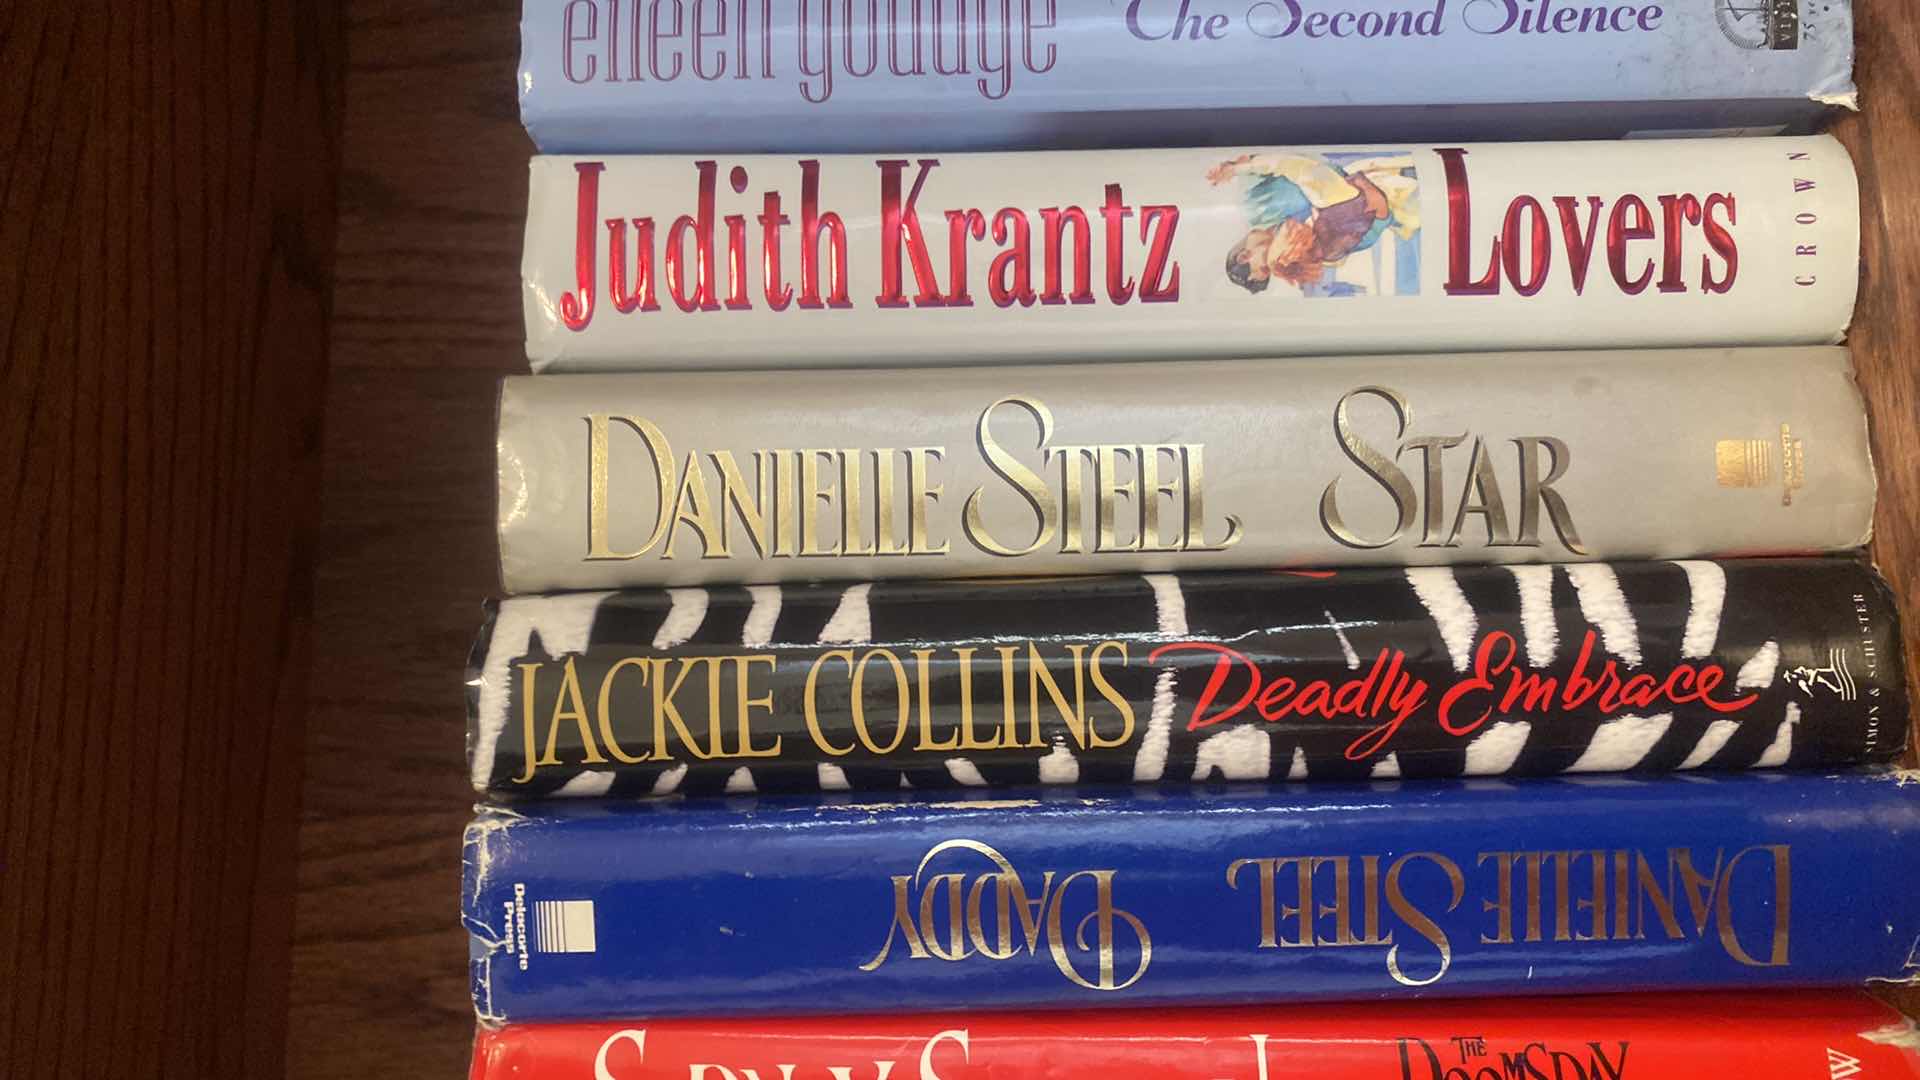 eileen goudge The Second Silence
Judith Krantz Lovers CROWN
DANIELLE STEEL STAR
JACKIE COLLINS Deadly Embrace SIMON & SCHUSTER
DANIELLE STEEL DADDY Delacorte Press
THE DOOMSDAY